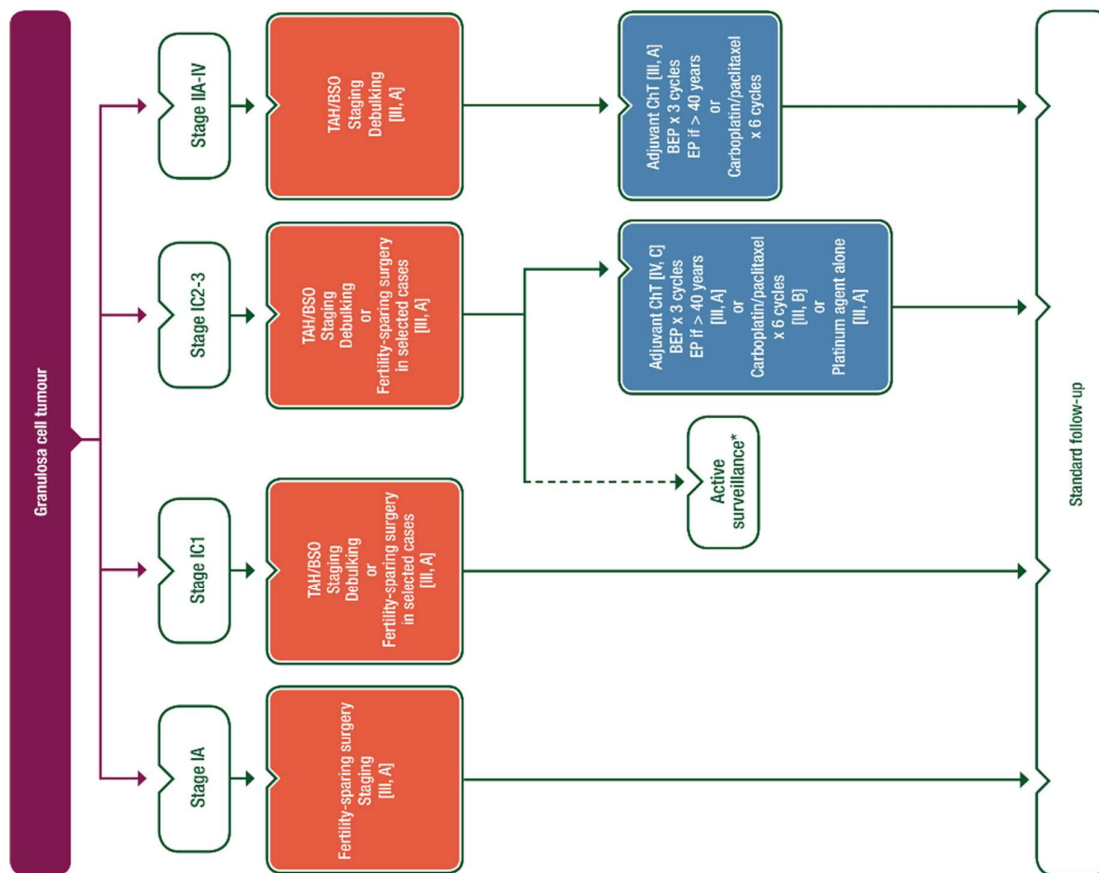 Granulosa cell tumour
Stage IA
Stage IC1
Stage IC2-3
Stage IIA-IV
Fertility-sparing surgery
Staging
[III, A]
TAH/BSO
Staging
Debulking
or
Fertility-sparing surgery
in selected cases
[III, A]
TAH/BSO
Staging
Debulking
or
Fertility-sparing surgery
in selected cases
[III, A]
TAH/BSO
Staging
Debulking
[III, A]
Active
surveillance*
Adjuvant ChT [IV, C]
BEP x 3 cycles
EP if > 40 years
[III, A]
or
Carboplatin/paclitaxel
x 6 cycles
[III, B]
or
Platinum agent alone
[III, A]
Adjuvant ChT [III, A]
BEP x 3 cycles
EP if > 40 years
or
Carboplatin/paclitaxel
x 6 cycles
Standard follow-up